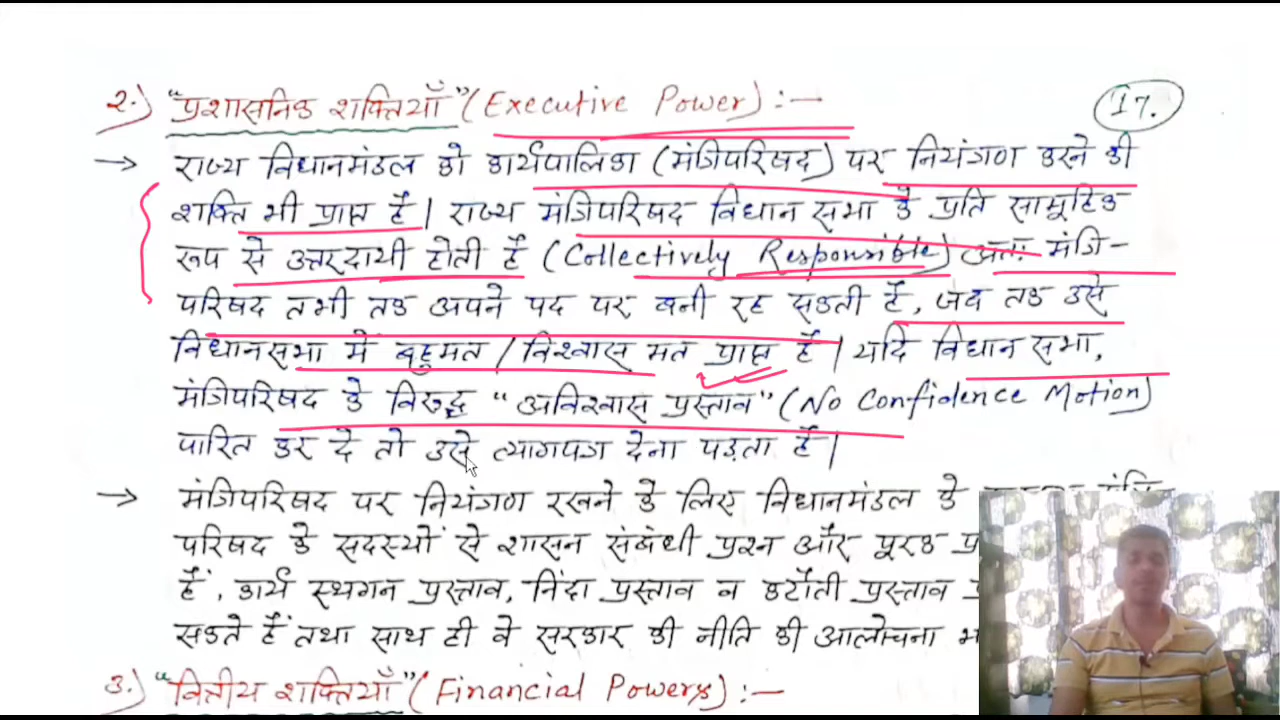 2.) "प्रशासनिक शक्तियाँ" (Executive Power) :—
17.
→ राज्य विधानमंडल को कार्यपालिका (मंत्रिपरिषद) पर नियंत्रण करने की
शक्ति भी प्राप्त है। राज्य मंत्रिपरिषद विधान सभा के प्रति सामूहिक
रूप से उत्तरदायी होती है (Collectively Responsible) अतः मंत्रि-
परिषद तभी तक अपने पद पर बनी रह सकती है, जब तक उसे
विधानसभा में बहुमत / विश्वास मत प्राप्त है। यदि विधान सभा,
मंत्रिपरिषद के विरुद्ध "अविश्वास प्रस्ताव" (No Confidence Motion)
पारित कर दे तो उसे त्यागपत्र देना पड़ता है।
→ मंत्रिपरिषद पर नियंत्रण रखने के लिए विधानमंडल के
परिषद के सदस्यों से शासन संबंधी प्रश्न और पूरक
हैं, कार्य स्थगन प्रस्ताव, निंदा प्रस्ताव व कटौती प्रस्ताव
सकते हैं तथा साथ ही वे सरकार की नीति की आलोचना
3.) "वित्तीय शक्तियाँ" (Financial Powers) :—